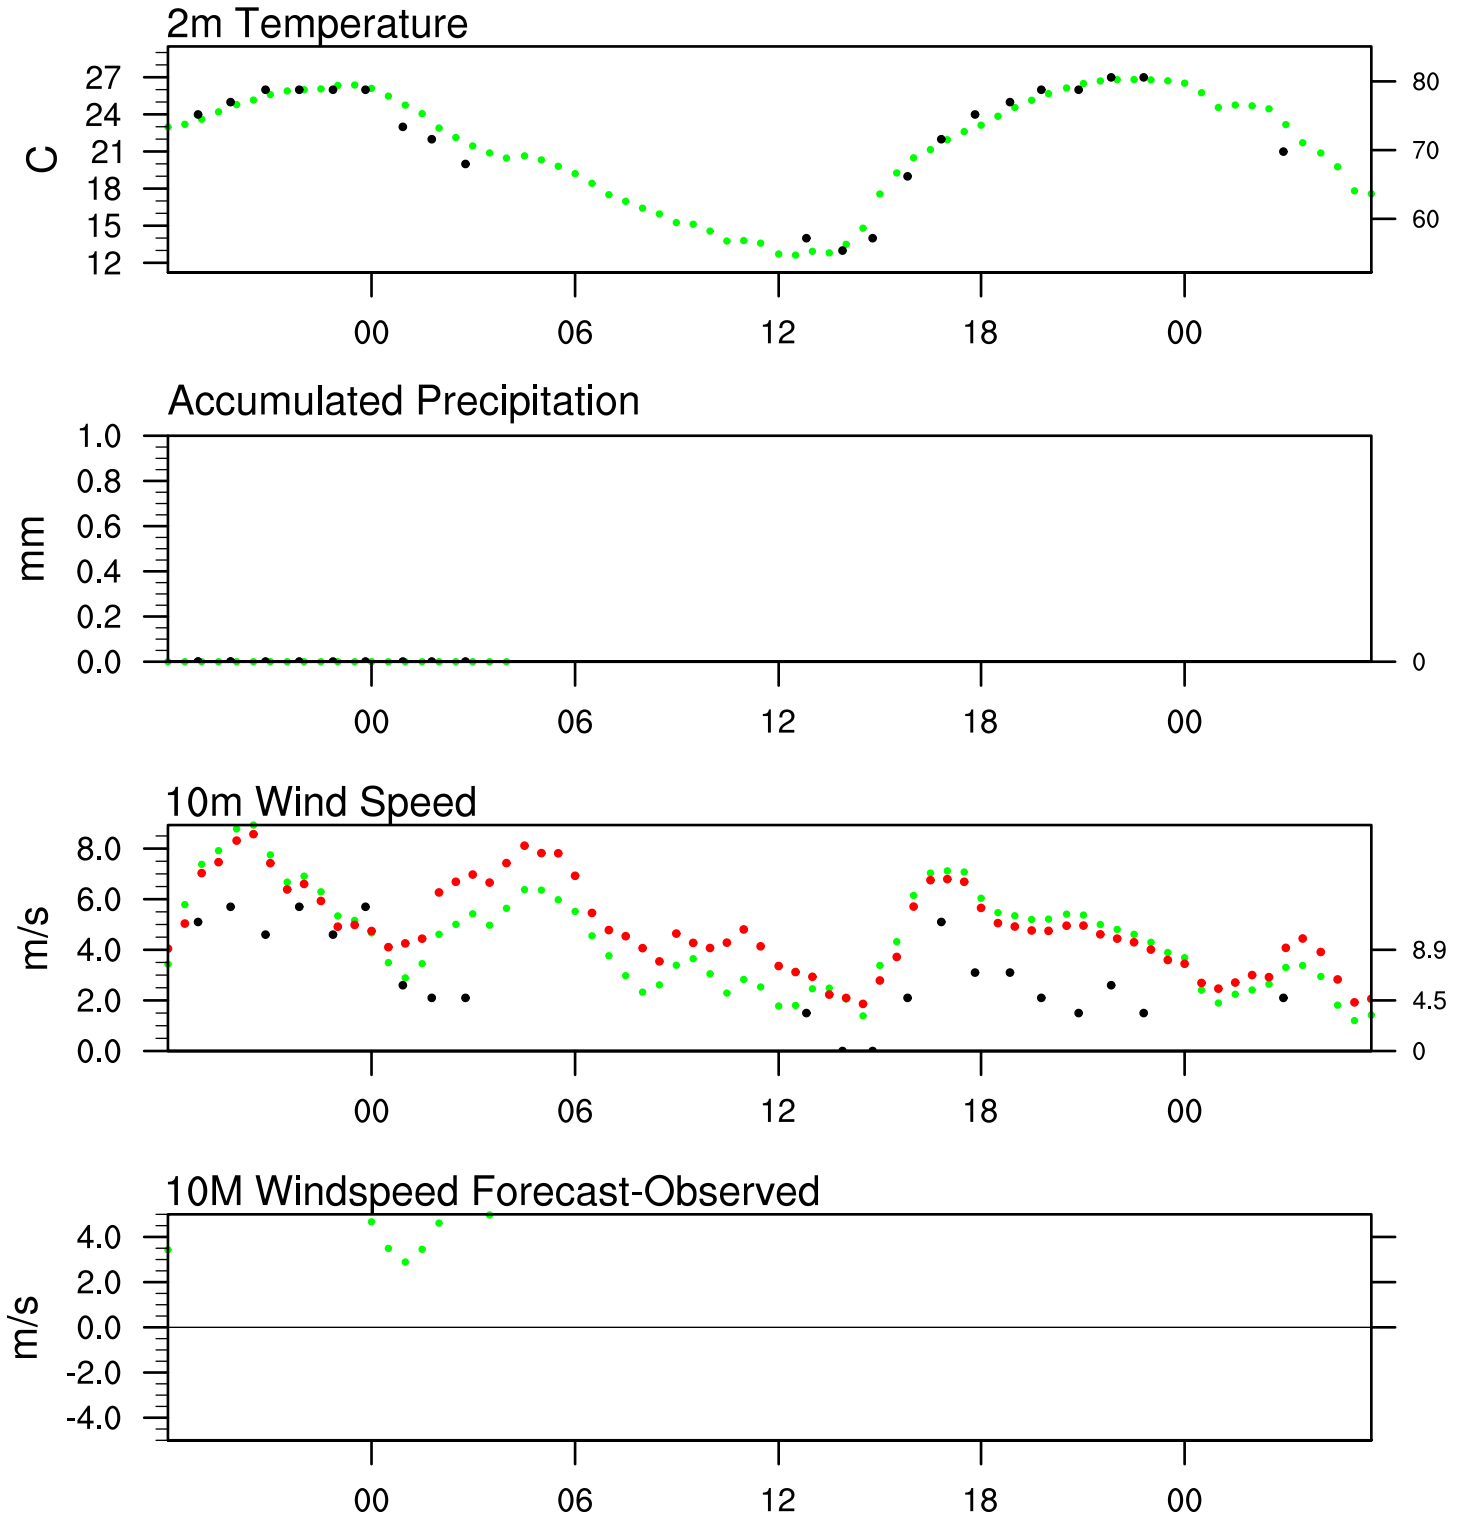 2m Temperature
27
24
21
18
15
12
C
80
70
60
00 06 12 18 00
Accumulated Precipitation
1.0
0.8
0.6
0.4
0.2
0.0
mm
0
00 06 12 18 00
10m Wind Speed
8.0
6.0
4.0
2.0
0.0
m/s
8.9
4.5
0
00 06 12 18 00
10M Windspeed Forecast-Observed
4.0
2.0
0.0
-2.0
-4.0
m/s
00 06 12 18 00